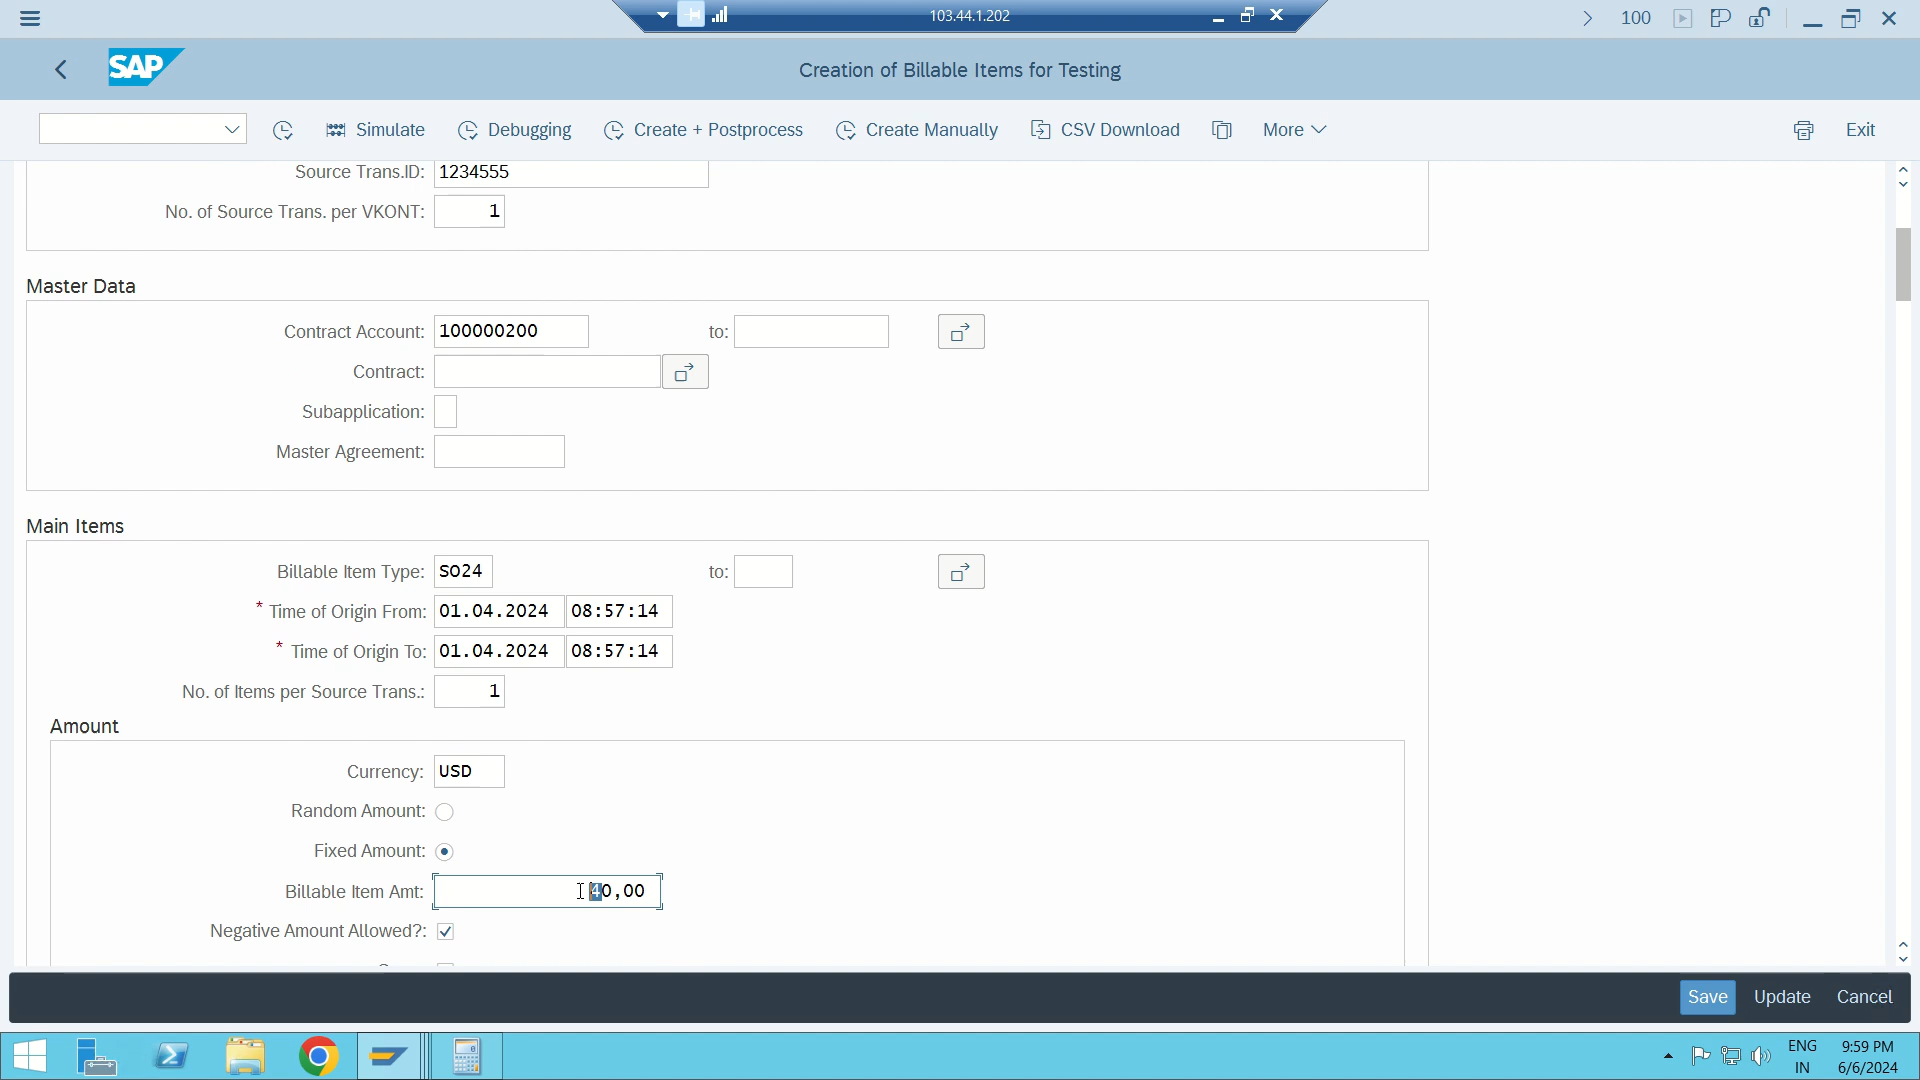 103.44.1.202
100
SAP
Creation of Billable Items for Testing
Simulate
Debugging
Create + Postprocess
Create Manually
CSV Download
More
Exit
Source Trans.ID: 1234555
No. of Source Trans. per VKONT: 1
Master Data
Contract Account: 100000200 to:
Contract:
Subapplication:
Master Agreement:
Main Items
Billable Item Type: SO24 to:
* Time of Origin From: 01.04.2024 08:57:14
* Time of Origin To: 01.04.2024 08:57:14
No. of Items per Source Trans.: 1
Amount
Currency: USD
Random Amount:
Fixed Amount:
Billable Item Amt: 40,00
Negative Amount Allowed?:
Save Update Cancel
ENG 9:59 PM
IN 6/6/2024